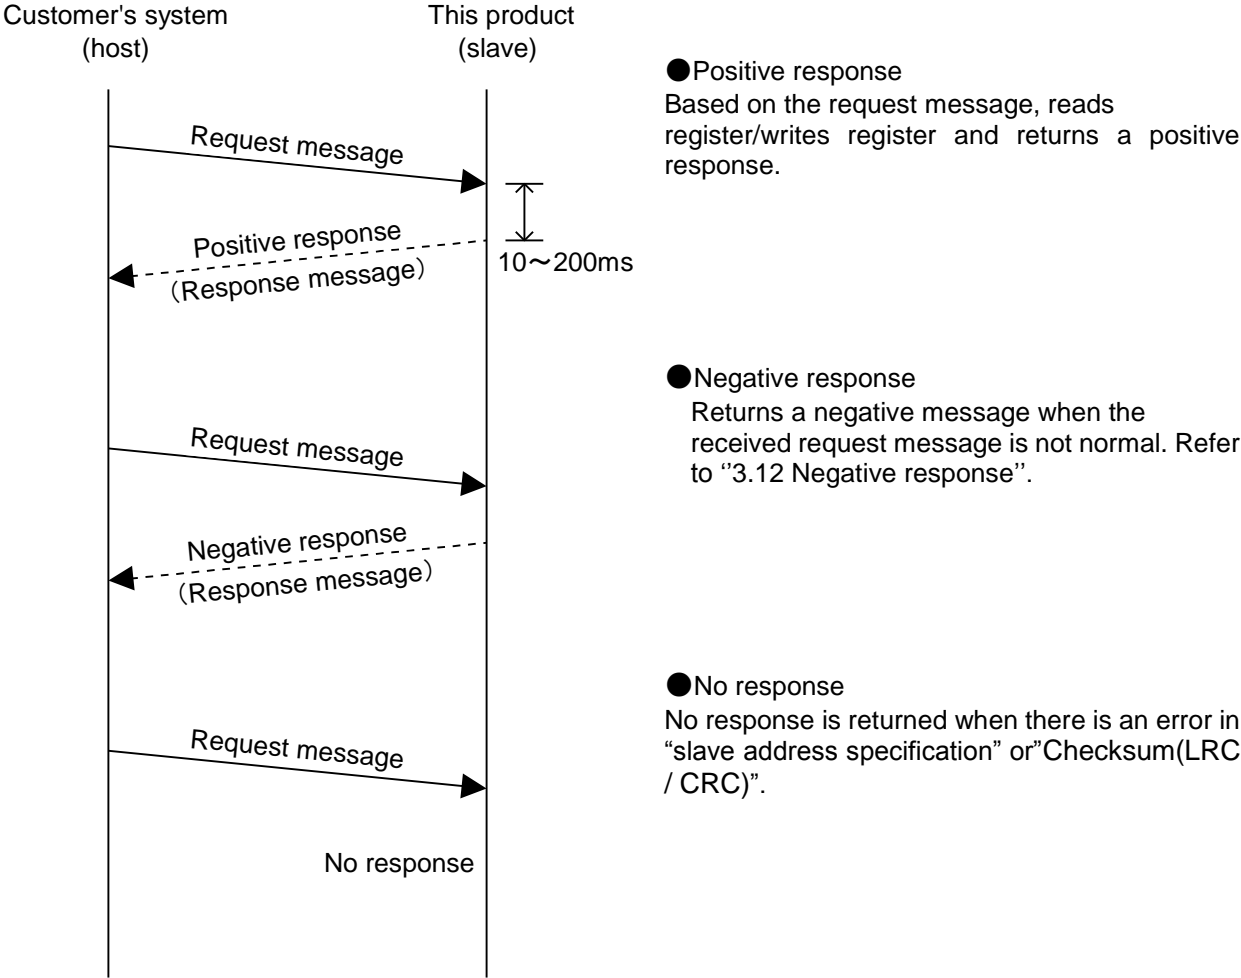 Customer's system
(host)
This product
(slave)
Request message
Positive response
（Response message）
10～200ms
●Positive response
Based on the request message, reads
register/writes register and returns a positive
response.
Request message
Negative response
（Response message）
●Negative response
Returns a negative message when the
received request message is not normal. Refer
to ‘’3.12 Negative response’’.
Request message
No response
●No response
No response is returned when there is an error in
“slave address specification” or”Checksum(LRC
/ CRC)”.